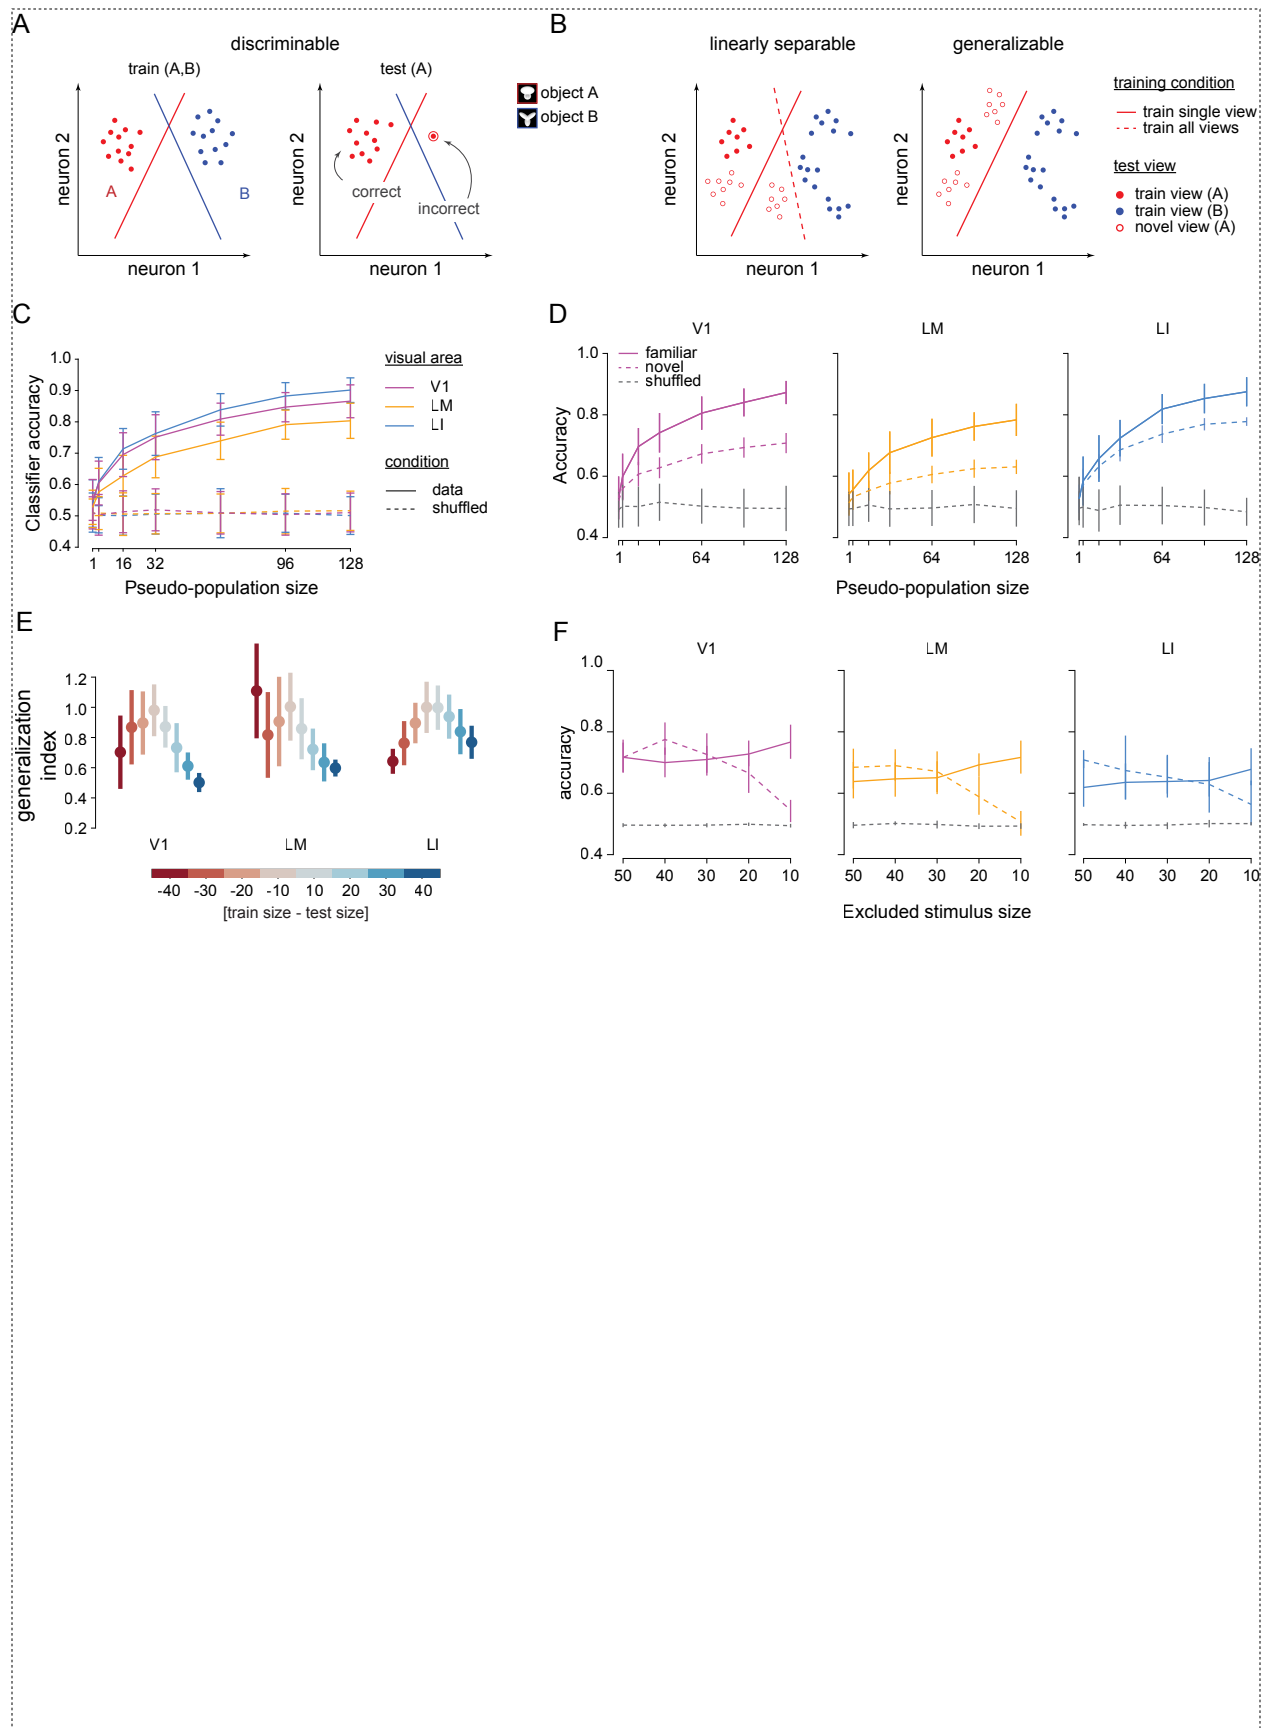 A
discriminable
train (A,B)
test (A)
neuron 2
A
B
neuron 1
neuron 2
correct
incorrect
neuron 1
object A
object B
B
linearly separable
generalizable
neuron 2
neuron 1
neuron 2
neuron 1
training condition
train single view
train all views
test view
train view (A)
train view (B)
novel view (A)
C
Classifier accuracy
1.0
0.9
0.8
0.7
0.6
0.5
0.4
1 16 32 96 128
Pseudo-population size
visual area
V1
LM
LI
condition
data
shuffled
D
V1
LM
LI
Accuracy
1.0
0.8
0.6
0.4
familiar
novel
shuffled
1 64 128
1 64 128
1 64 128
Pseudo-population size
E
generalization
index
1.2
1.0
0.8
0.6
0.4
0.2
V1
LM
LI
-40 -30 -20 -10 10 20 30 40
[train size - test size]
F
V1
LM
LI
accuracy
1.0
0.8
0.6
0.4
50 40 30 20 10
50 40 30 20 10
50 40 30 20 10
Excluded stimulus size